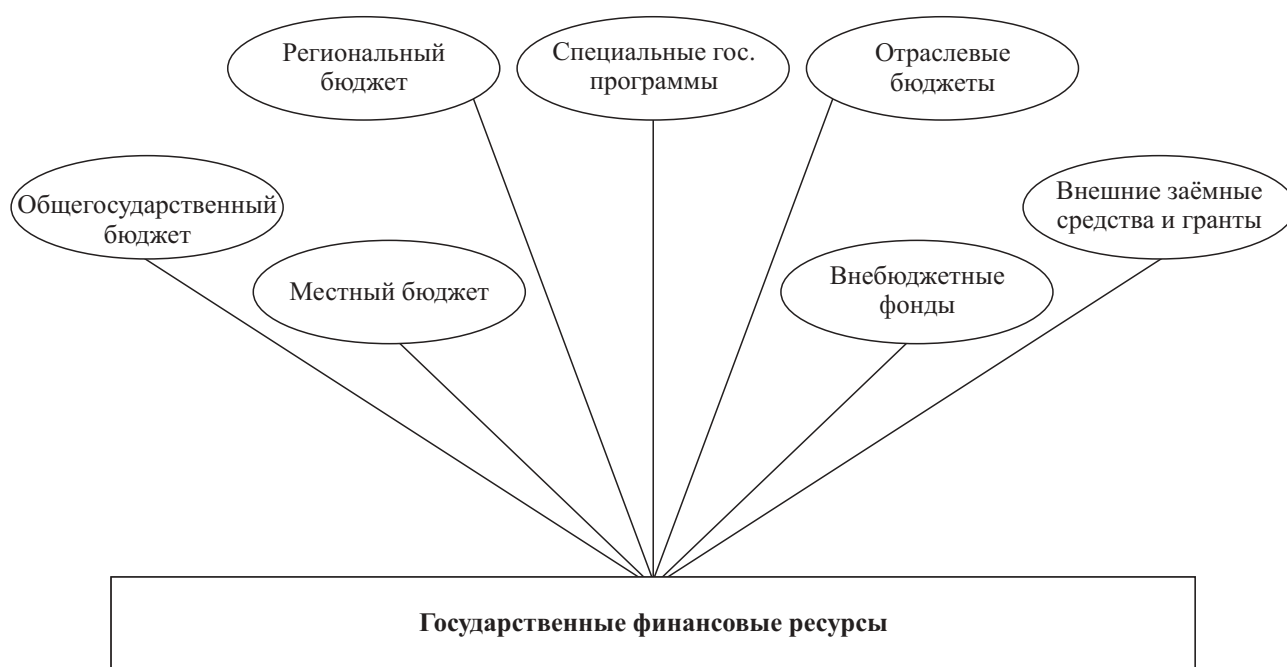 Региональный
бюджет
Специальные гос.
программы
Отраслевые
бюджеты
Общегосударственный
бюджет
Внешние заёмные
средства и гранты
Местный бюджет
Внебюджетные
фонды
Государственные финансовые ресурсы